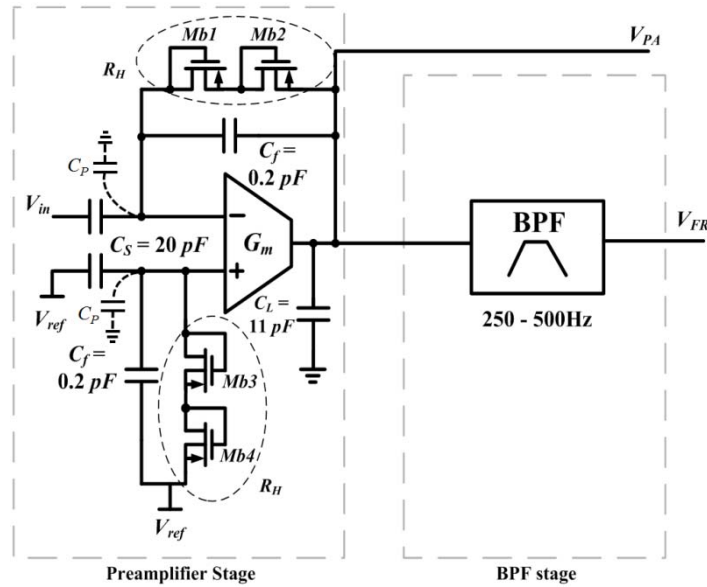 Mb1 Mb2
R_H
V_PA
C_P
C_f =
0.2 pF
V_in
C_S = 20 pF
G_m
BPF
V_FR
V_ref
C_P
C_L =
11 pF
250 - 500Hz
C_f =
0.2 pF
Mb3
Mb4
R_H
V_ref
Preamplifier Stage
BPF stage